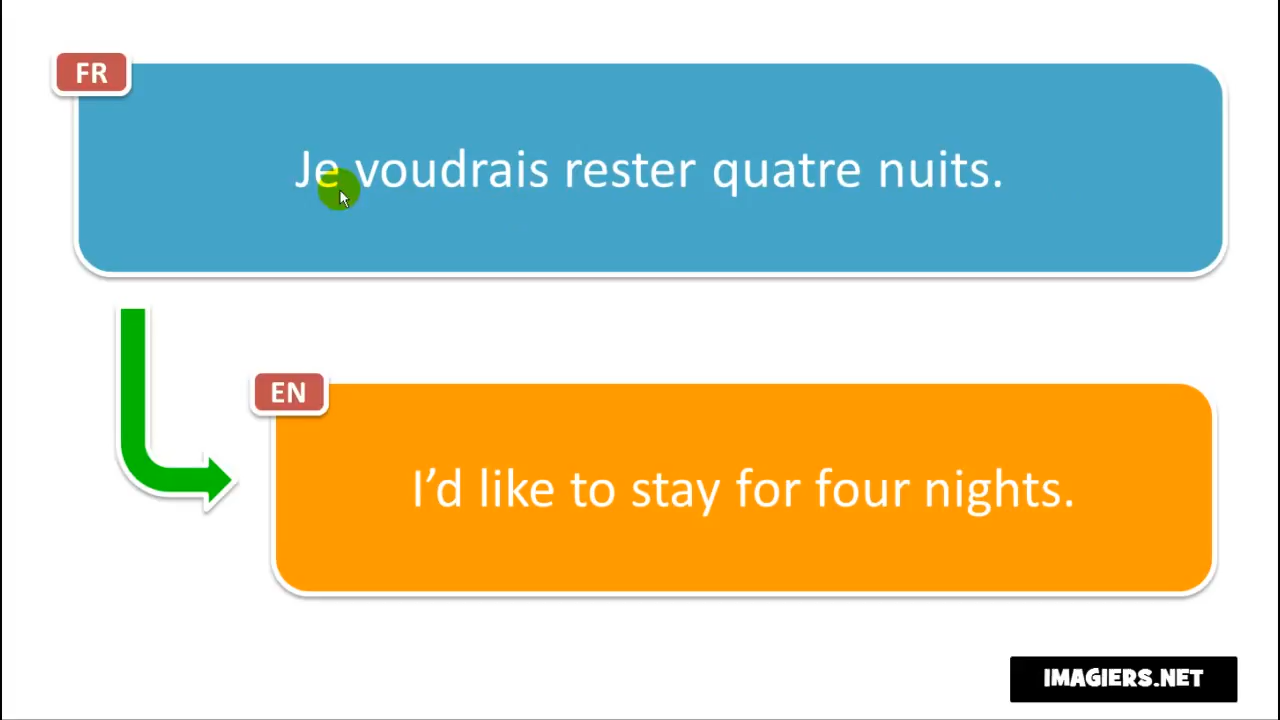 FR
Je voudrais rester quatre nuits.
EN
I’d like to stay for four nights.
IMAGIERS.NET